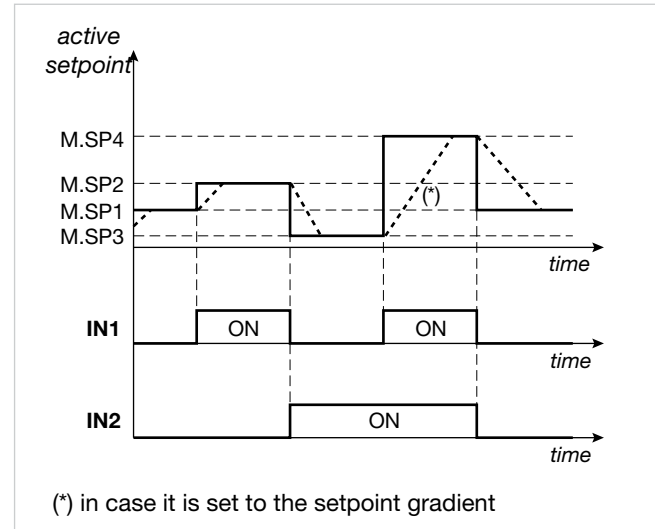 active
setpoint
M.SP4
M.SP2
(*)
M.SP1
M.SP3
time
IN1
ON
ON
time
IN2
ON
time
(*) in case it is set to the setpoint gradient